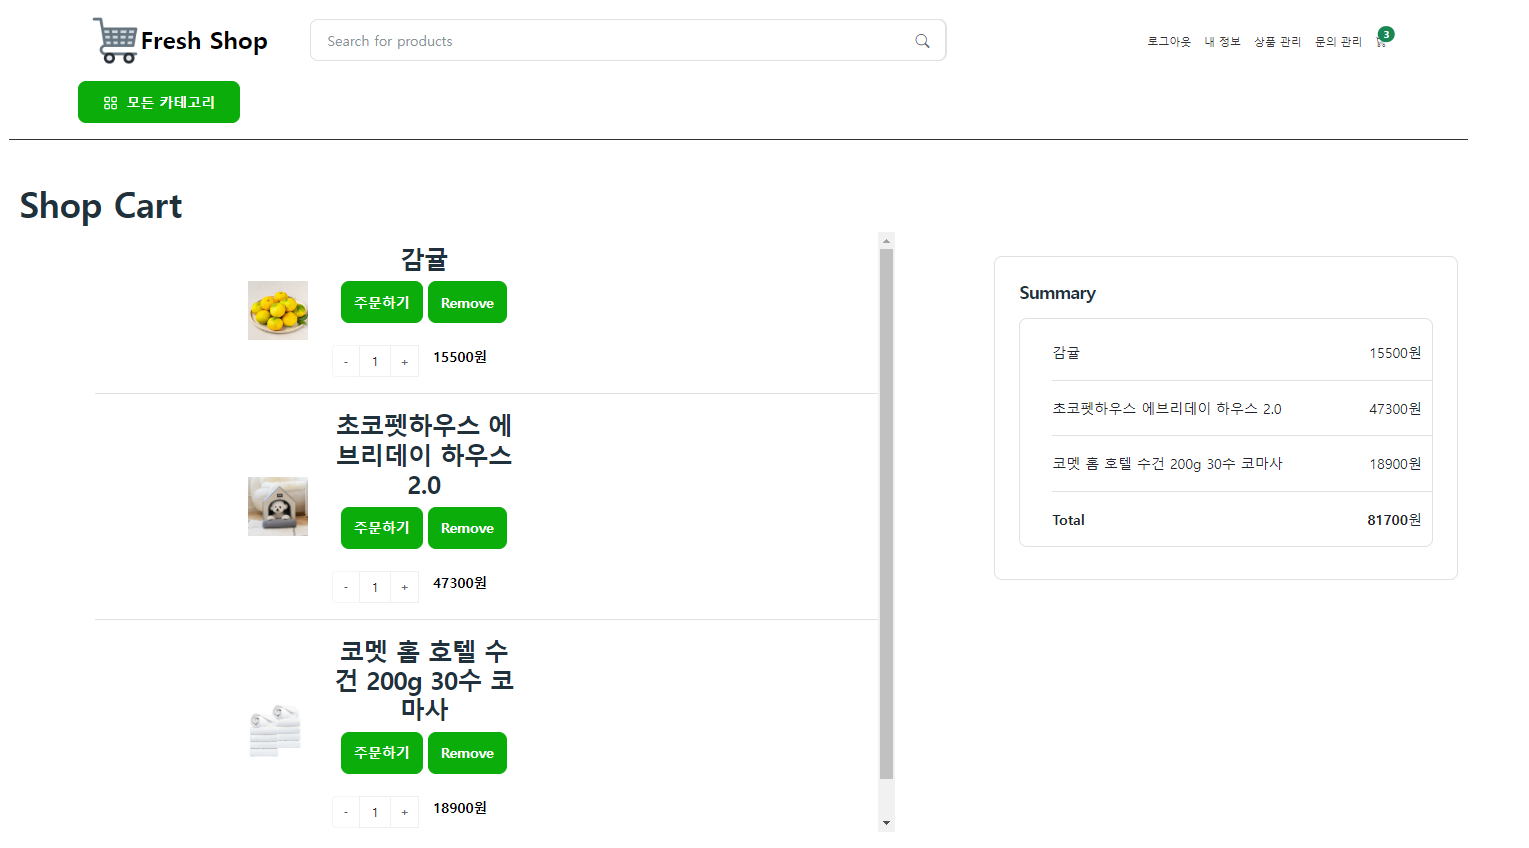 Fresh Shop
Search for products
로그아웃 내 정보 상품 관리 문의 관리 3
모든 카테고리
Shop Cart
감귤
주문하기 Remove
- 1 + 15500원
초코펫하우스 에
브리데이 하우스
2.0
주문하기 Remove
- 1 + 47300원
코멧 홈 호텔 수
건 200g 30수 코
마사
주문하기 Remove
- 1 + 18900원
Summary
감귤 15500원
초코펫하우스 에브리데이 하우스 2.0 47300원
코멧 홈 호텔 수건 200g 30수 코마사 18900원
Total 81700원